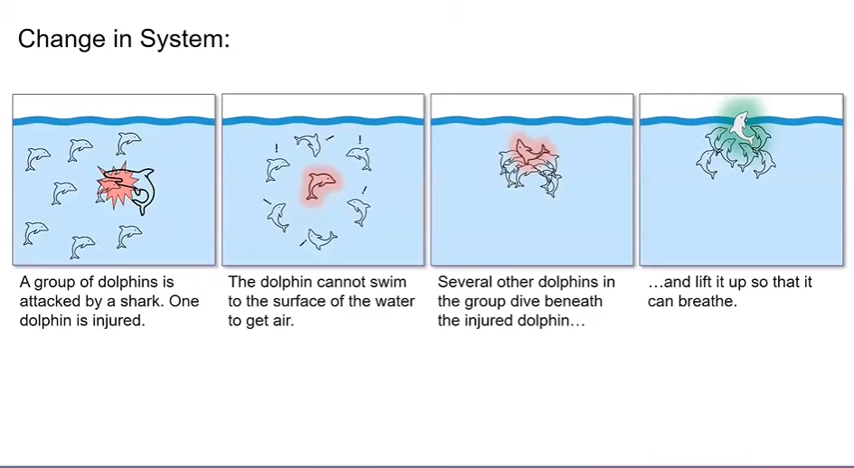 Change in System:
A group of dolphins is
attacked by a shark. One
dolphin is injured.
The dolphin cannot swim
to the surface of the water
to get air.
Several other dolphins in
the group dive beneath
the injured dolphin…
…and lift it up so that it
can breathe.